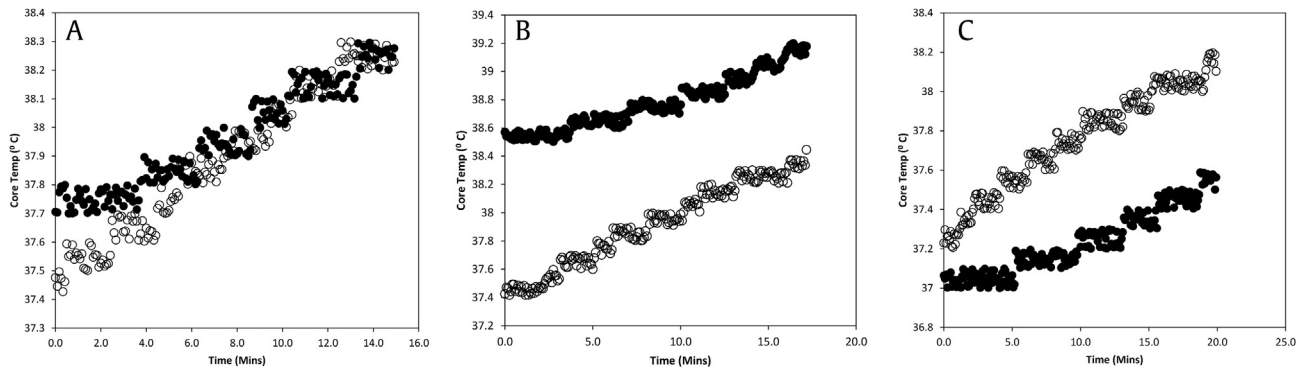 A
38.4
38.3
38.2
38.1
38
37.9
37.8
37.7
37.6
37.5
37.4
37.3
Core Temp (⁰ C)
0.0 2.0 4.0 6.0 8.0 10.0 12.0 14.0 16.0
Time (Mins)
B
39.4
39.2
39
38.8
38.6
38.4
38.2
38
37.8
37.6
37.4
37.2
Core Temp (⁰ C)
0.0 5.0 10.0 15.0 20.0
Time (Mins)
C
38.4
38.2
38
37.8
37.6
37.4
37.2
37
36.8
Core Temp (⁰ C)
0.0 5.0 10.0 15.0 20.0 25.0
Time (Mins)